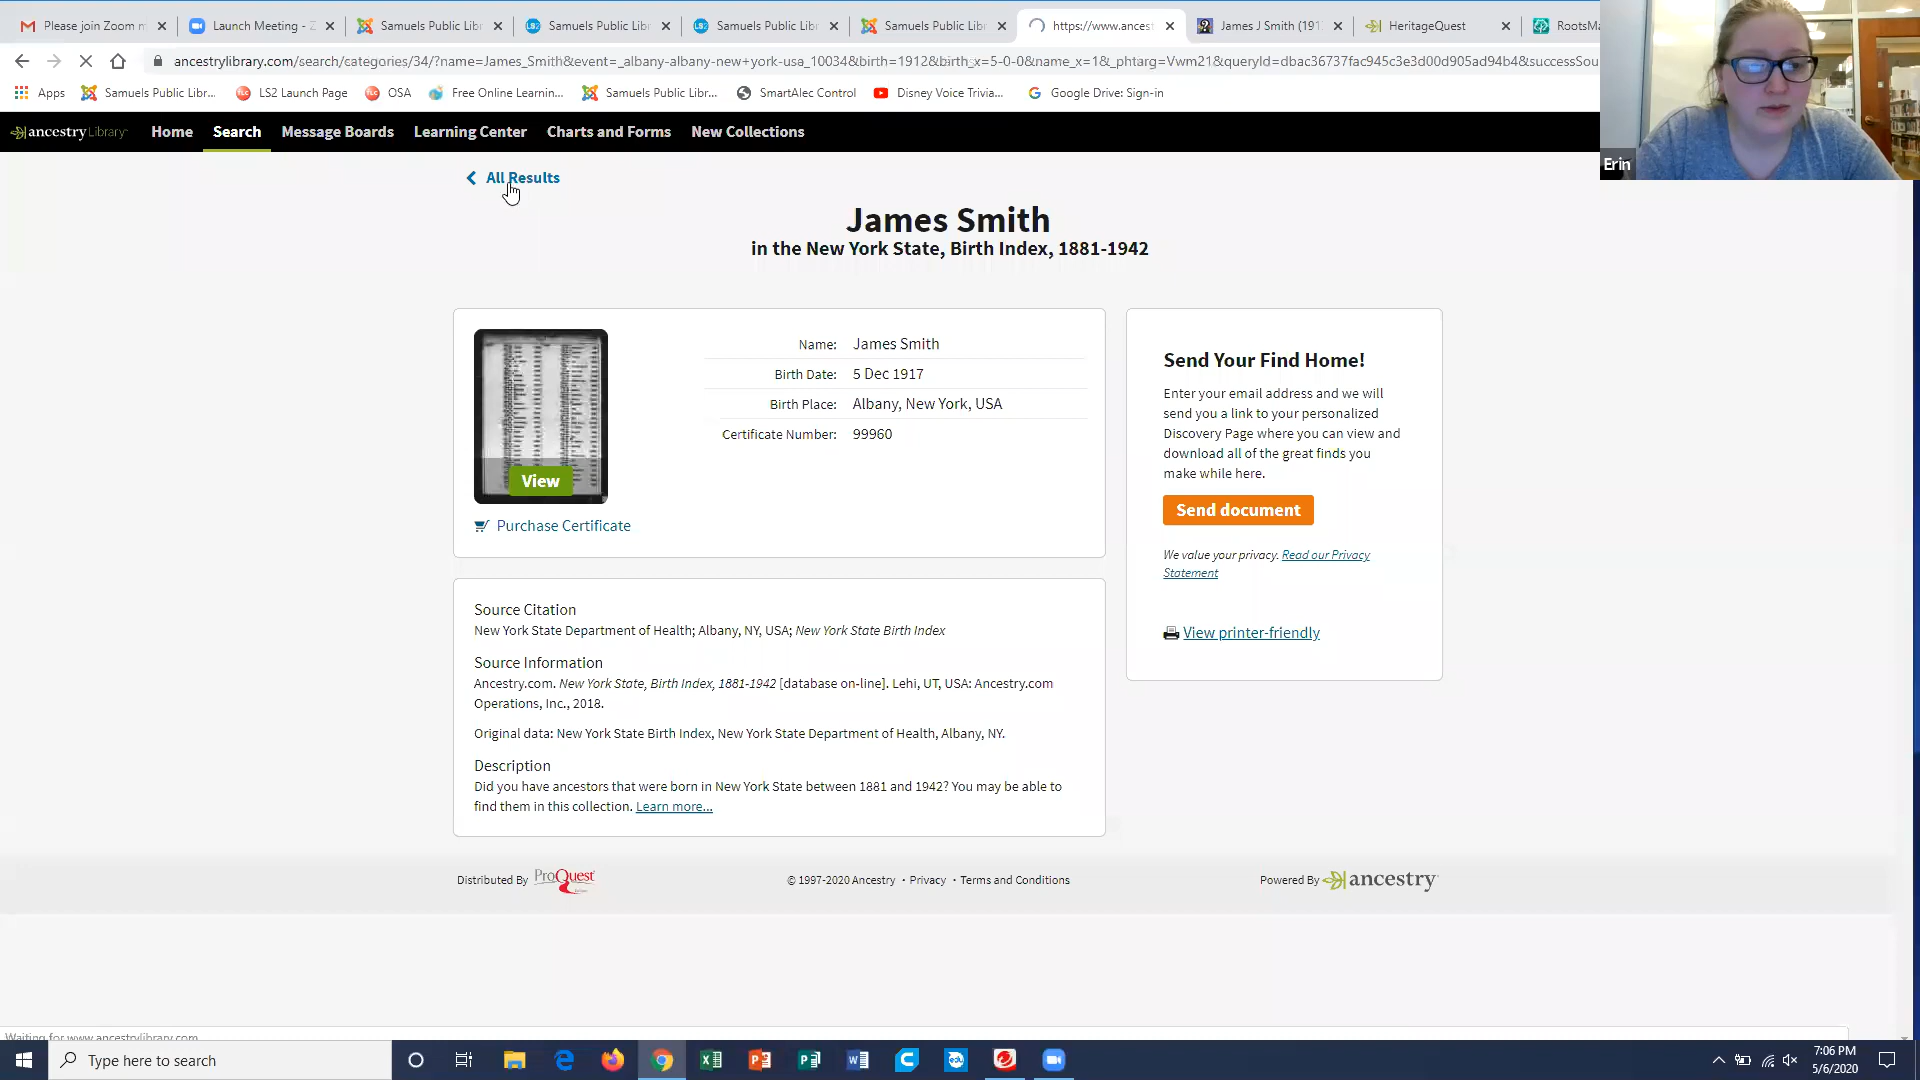 Please join Zoom m
Launch Meeting - Z
Samuels Public Libr
Samuels Public Libr
Samuels Public Libr
Samuels Public Libr
https://www.ances
James J Smith (191
HeritageQuest
RootsMa
ancestrylibrary.com/search/categories/34/?name=James_Smith&event=_albany-albany-new+york-usa_10034&birth=1912&birth_x=5-0-0&name_x=1&_phtarg=Vwm21&queryId=dbac36737fac945c3e3d00d905ad94b4&successSou
Apps
Samuels Public Libr...
LS2 Launch Page
OSA
Free Online Learnin...
Samuels Public Libr...
SmartAlec Control
Disney Voice Trivia...
Google Drive: Sign-in
ancestryLibrary Home Search Message Boards Learning Center Charts and Forms New Collections
Erin
All Results
James Smith
in the New York State, Birth Index, 1881-1942
View
Purchase Certificate
Name: James Smith
Birth Date: 5 Dec 1917
Birth Place: Albany, New York, USA
Certificate Number: 99960
Send Your Find Home!
Enter your email address and we will
send you a link to your personalized
Discovery Page where you can view and
download all of the great finds you
make while here.
Send document
We value your privacy. Read our Privacy
Statement
View printer-friendly
Source Citation
New York State Department of Health; Albany, NY, USA; New York State Birth Index
Source Information
Ancestry.com. New York State, Birth Index, 1881-1942 [database on-line]. Lehi, UT, USA: Ancestry.com
Operations, Inc., 2018.
Original data: New York State Birth Index, New York State Department of Health, Albany, NY.
Description
Did you have ancestors that were born in New York State between 1881 and 1942? You may be able to
find them in this collection. Learn more...
Distributed By ProQuest
© 1997-2020 Ancestry • Privacy • Terms and Conditions
Powered By ancestry
Waiting for www.ancestrylibrary.com
Type here to search
7:06 PM
5/6/2020